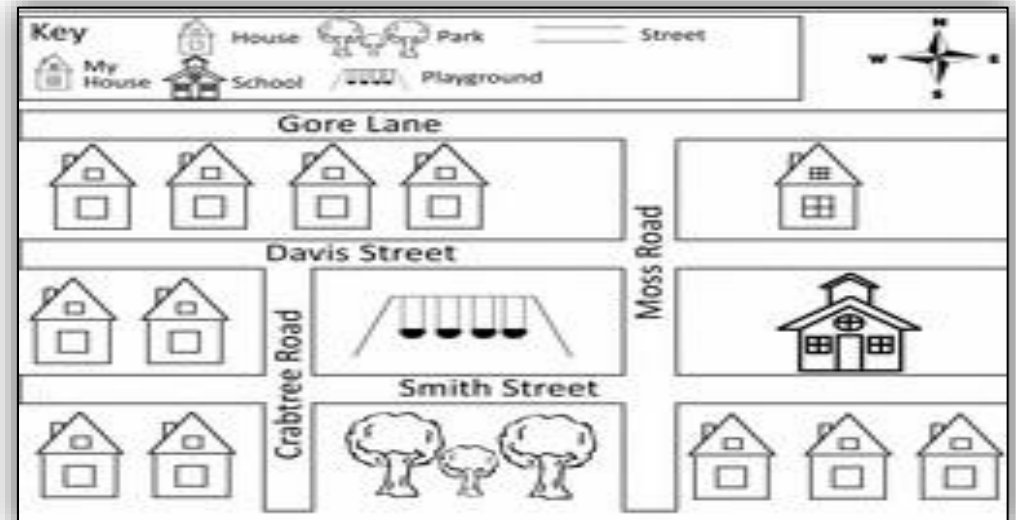 Key
House
Park
Street
N
W
E
S
My
House
School
Playground
Gore Lane
Davis Street
Moss Road
Crabtree Road
Smith Street